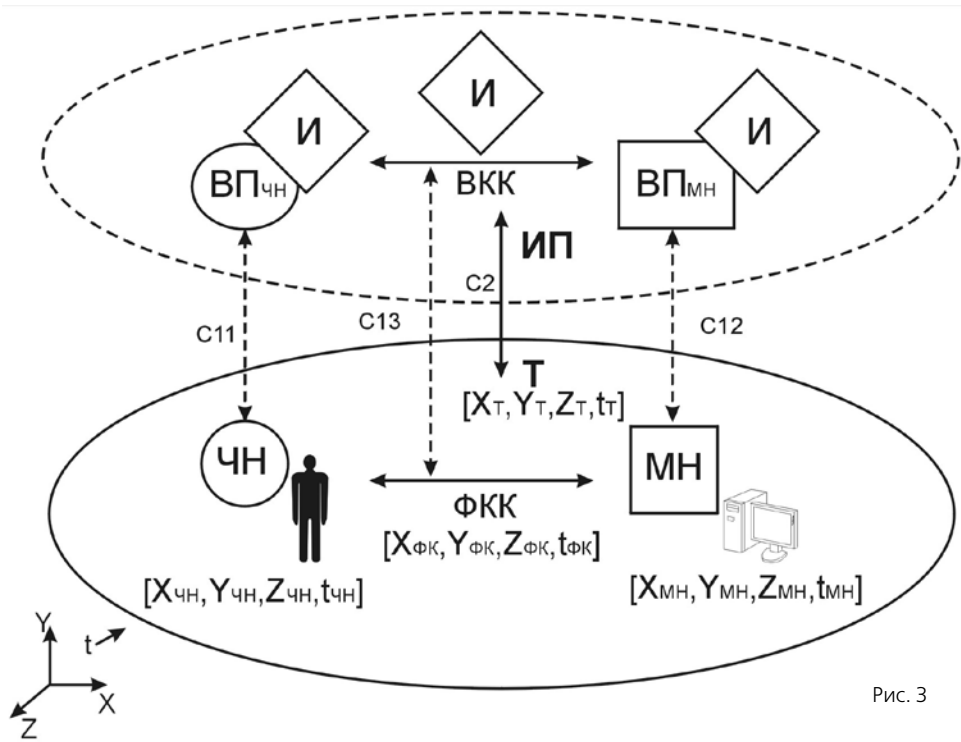 И
И
И
ВПчн
ВКК
ВПмн
ИП
С2
С11
С13
С12
Т
[Xт,Yт,Zт,tт]
ЧН
МН
ФКК
[Xфк,Yфк,Zфк,tфк]
[Xчн,Yчн,Zчн,tчн]
[Xмн,Yмн,Zмн,tмн]
Y
t
X
Z
Рис. 3